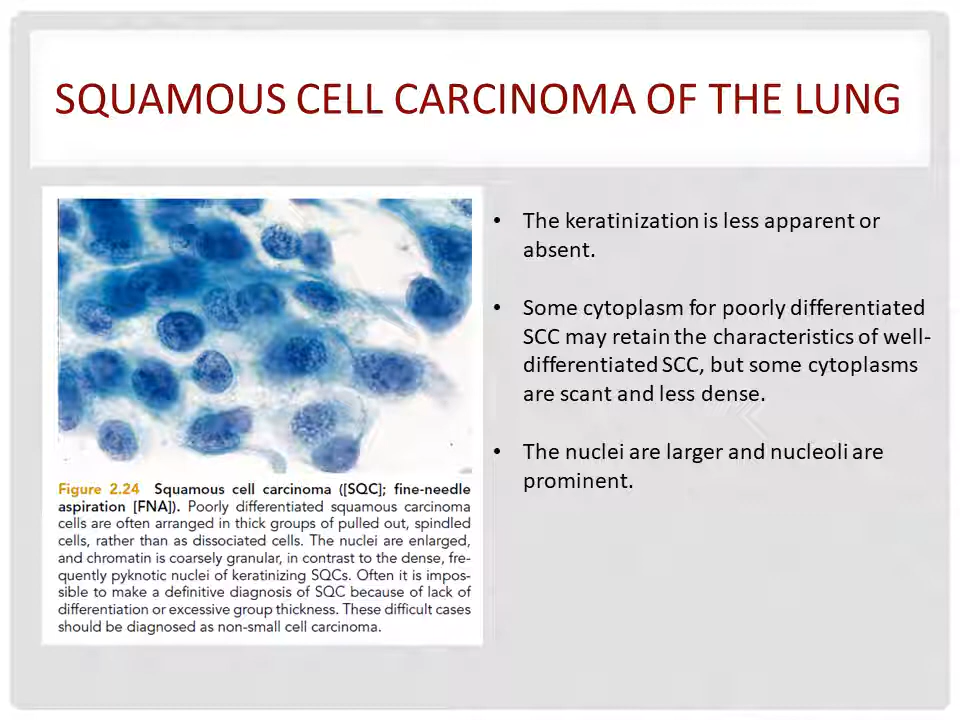 SQUAMOUS CELL CARCINOMA OF THE LUNG
Figure 2.24 Squamous cell carcinoma ([SQC]; fine-needle
aspiration [FNA]). Poorly differentiated squamous carcinoma
cells are often arranged in thick groups of pulled out, spindled
cells, rather than as dissociated cells. The nuclei are enlarged,
and chromatin is coarsely granular, in contrast to the dense, fre-
quently pyknotic nuclei of keratinizing SQCs. Often it is impos-
sible to make a definitive diagnosis of SQC because of lack of
differentiation or excessive group thickness. These difficult cases
should be diagnosed as non-small cell carcinoma.
• The keratinization is less apparent or
absent.
• Some cytoplasm for poorly differentiated
SCC may retain the characteristics of well-
differentiated SCC, but some cytoplasms
are scant and less dense.
• The nuclei are larger and nucleoli are
prominent.